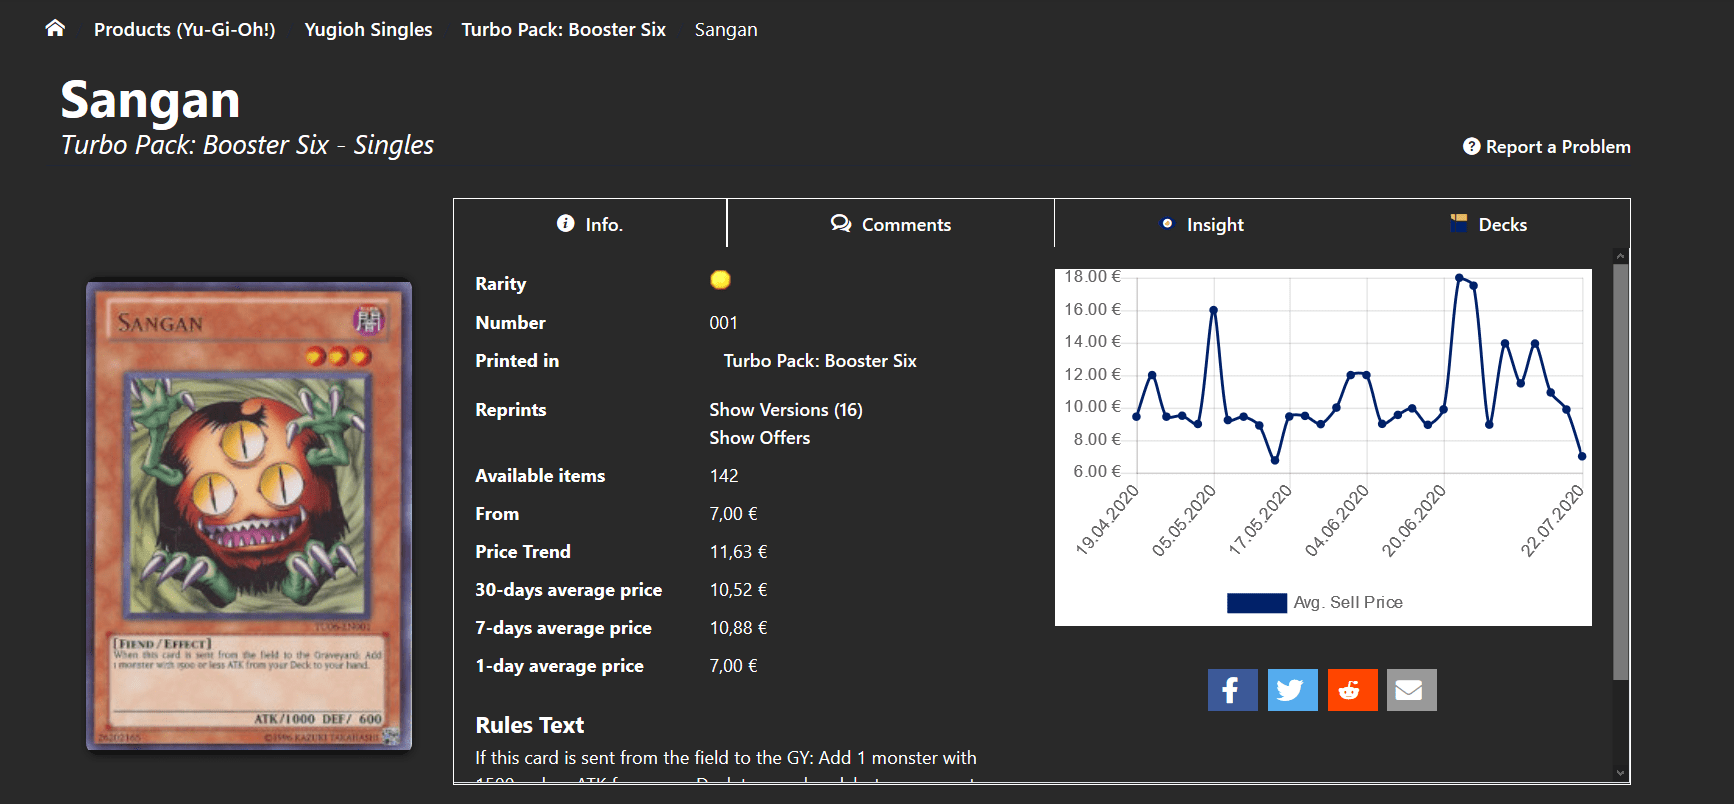 Products (Yu-Gi-Oh!) Yugioh Singles Turbo Pack: Booster Six Sangan
Sangan
Turbo Pack: Booster Six - Singles
Report a Problem
Info. Comments Insight Decks
SANGAN
闇
TU06-EN001
[FIEND/EFFECT]
When this card is sent from the field to the Graveyard: Add
1 monster with 1500 or less ATK from your Deck to your hand.
ATK/1000 DEF/ 600
26202165 ©1996 KAZUKI TAKAHASHI
Rarity
Number 001
Printed in Turbo Pack: Booster Six
Reprints Show Versions (16)
Show Offers
Available items 142
From 7,00 €
Price Trend 11,63 €
30-days average price 10,52 €
7-days average price 10,88 €
1-day average price 7,00 €
Rules Text
If this card is sent from the field to the GY: Add 1 monster with
18.00 €
16.00 €
14.00 €
12.00 €
10.00 €
8.00 €
6.00 €
19.04.2020
05.05.2020
17.05.2020
04.06.2020
20.06.2020
22.07.2020
Avg. Sell Price